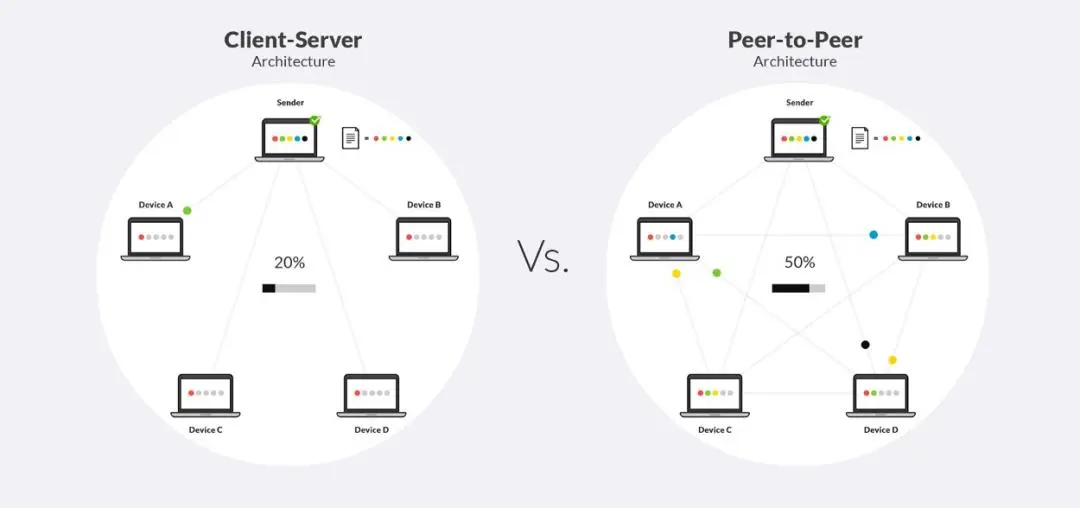 Client-Server
Architecture
Sender
=
Device A
Device B
20%
Device C
Device D
Vs.
Peer-to-Peer
Architecture
Sender
=
Device A
Device B
50%
Device C
Device D